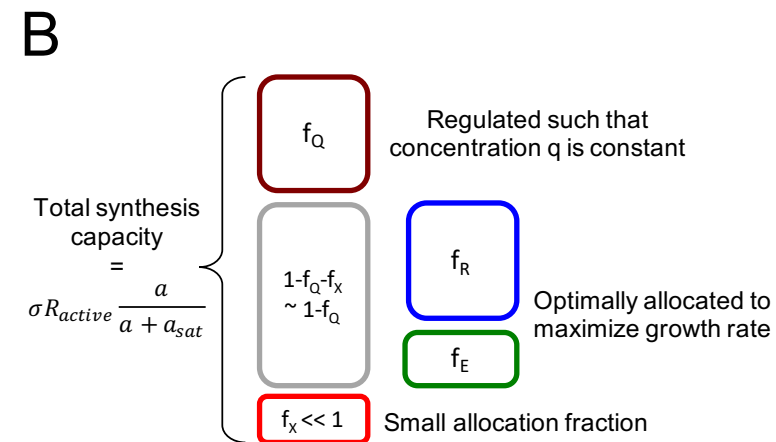 B
f_Q
Regulated such that
concentration q is constant
Total synthesis
capacity
=
σR_active a / (a + a_sat)
1-f_Q-f_X
~ 1-f_Q
f_R
Optimally allocated to
maximize growth rate
f_E
f_X << 1
Small allocation fraction